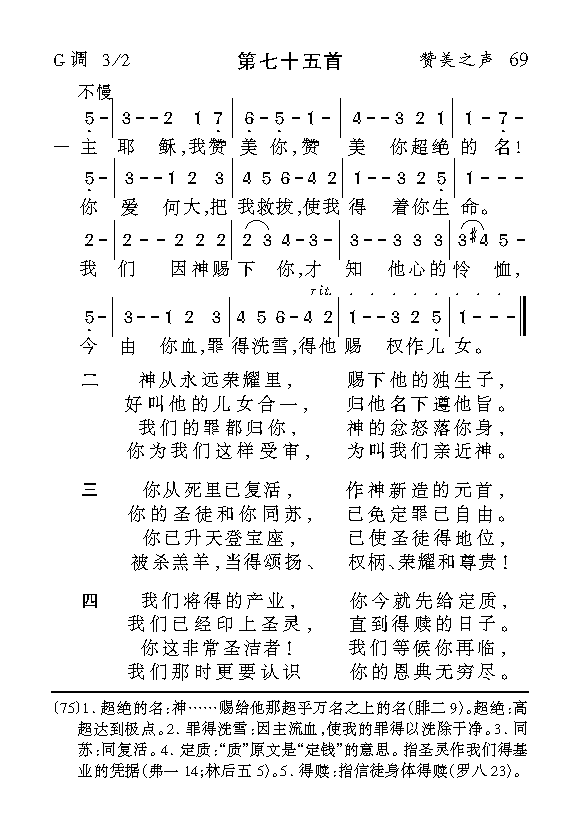 G 调 3/2 第七十五首 赞美之声 69
不慢
5-|3--2 1 7|6-5-1-|4--3 2 1|1-7-
一 主 耶 稣,我赞 美 你,赞 美 你超绝 的 名!
5-|3--1 2 3|4 5 6-4 2|1--3 2 5|1---
你 爱 何大,把 我救拔,使我 得 着你生 命。
2-|2--2 2 2|2 3 4-3-|3--3 3 3|3 #4 5-
我 们 因神赐 下 你,才 知 他心的 怜 恤,
rit. . . . . . . . . .
5-|3--1 2 3|4 5 6-4 2|1--3 2 5|1---
今 由 你血,罪 得洗雪,得他 赐 权作儿 女。
二 神从永远荣耀里, 赐下他的独生子,
好叫他的儿女合一, 归他名下遵他旨。
我们的罪都归你, 神的忿怒落你身,
你为我们这样受审, 为叫我们亲近神。
三 你从死里已复活, 作神新造的元首,
你的圣徒和你同苏, 已免定罪已自由。
你已升天登宝座, 已使圣徒得地位,
被杀羔羊,当得颂扬、 权柄、荣耀和尊贵!
四 我们将得的产业, 你今就先给定质,
我们已经印上圣灵, 直到得赎的日子。
你这非常圣洁者! 我们等候你再临,
我们那时更要认识 你的恩典无穷尽。
〔75〕1. 超绝的名:神……赐给他那超乎万名之上的名(腓二 9)。超绝:高
超达到极点。2. 罪得洗雪:因主流血,使我的罪得以洗除于净。3. 同
苏:同复活。4. 定质:“质”原文是“定钱”的意思。指圣灵作我们得基
业的凭据(弗一 14;林后五 5)。5. 得赎:指信徒身体得赎(罗八 23)。